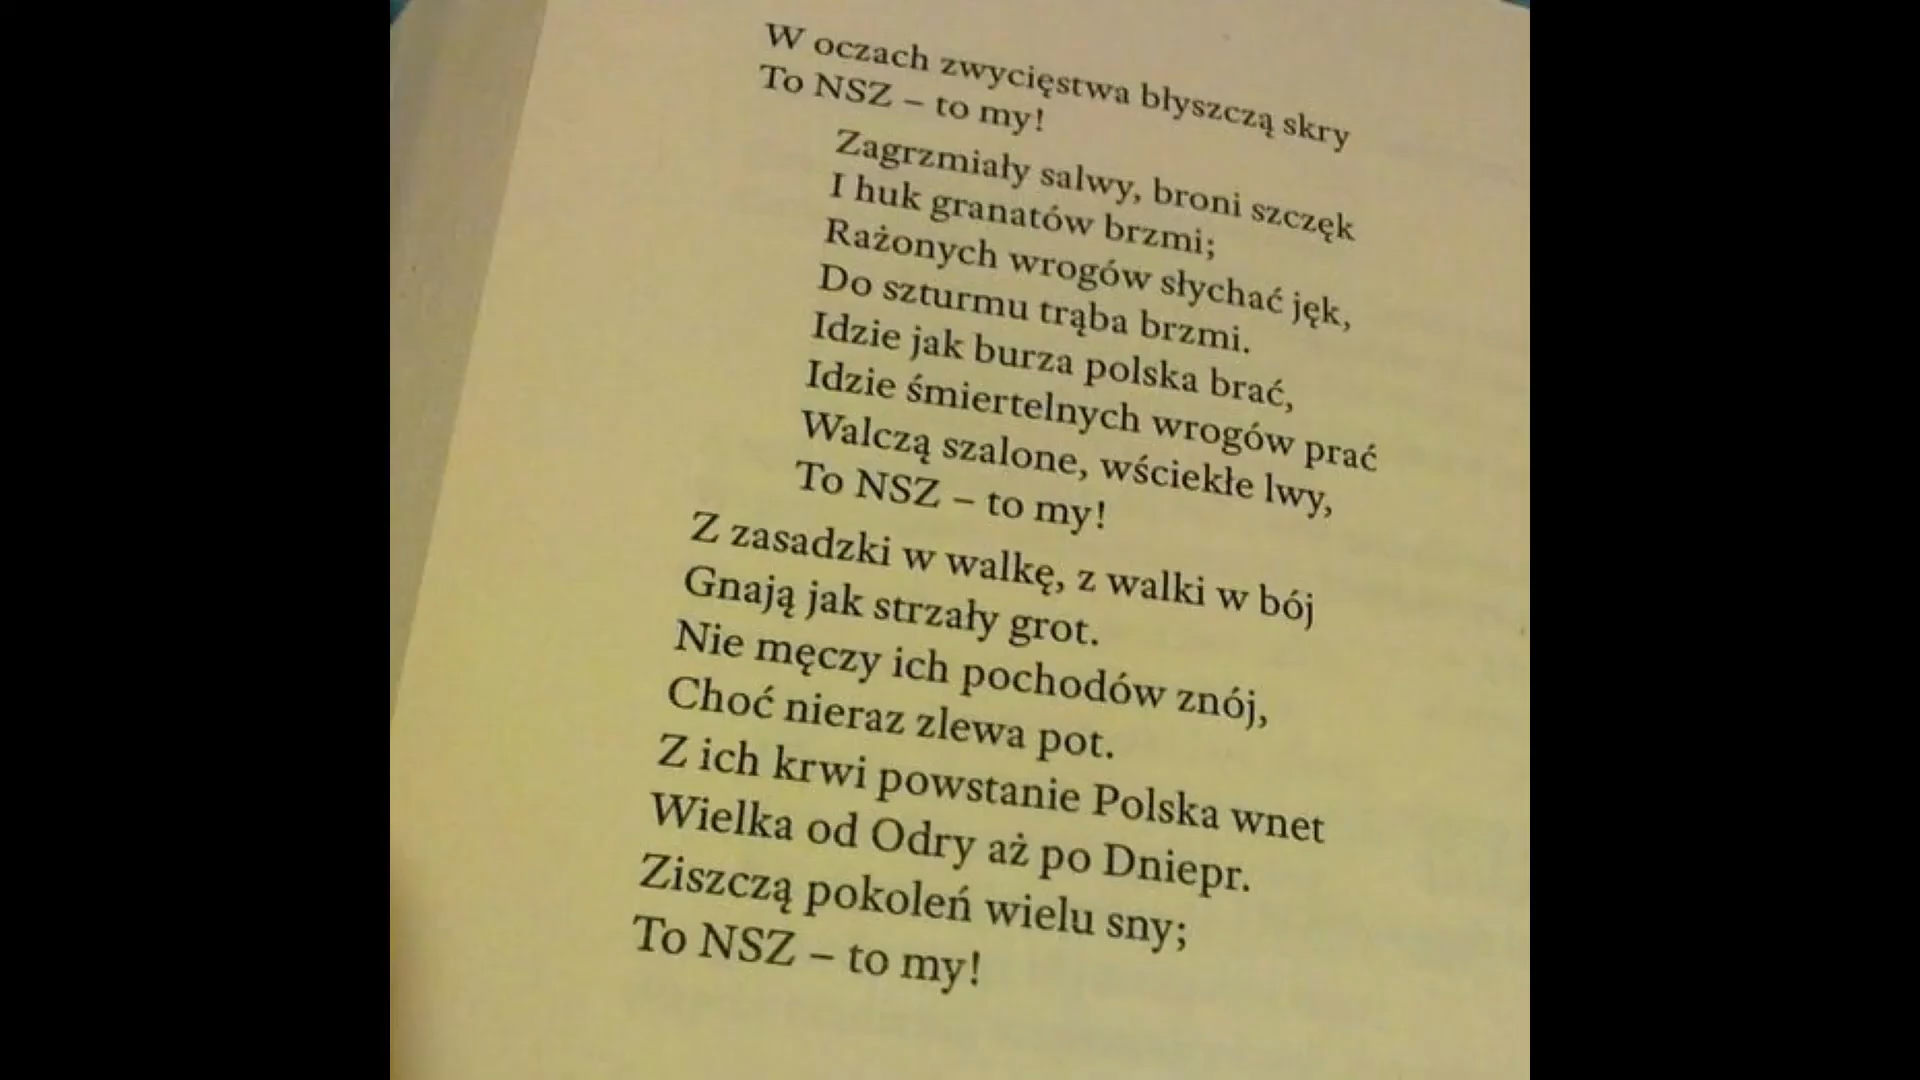 W oczach zwycięstwa błyszczą skry
To NSZ – to my!
Zagrzmiały salwy, broni szczęk
I huk granatów brzmi;
Rażonych wrogów słychać jęk,
Do szturmu trąba brzmi.
Idzie jak burza polska brać,
Idzie śmiertelnych wrogów prać
Walczą szalone, wściekłe lwy,
To NSZ – to my!
Z zasadzki w walkę, z walki w bój
Gnają jak strzały grot.
Nie męczy ich pochodów znój,
Choć nieraz zlewa pot.
Z ich krwi powstanie Polska wnet
Wielka od Odry aż po Dniepr.
Ziszczą pokoleń wielu sny;
To NSZ – to my!